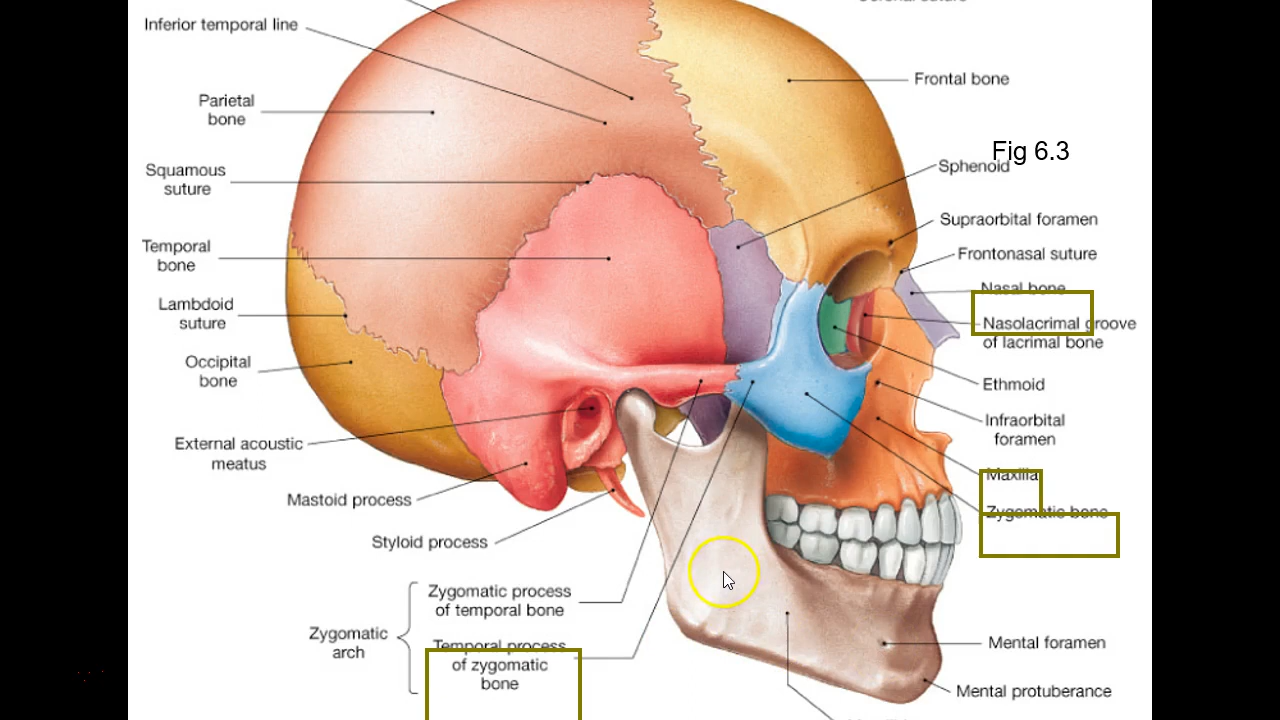 Inferior temporal line
Parietal
bone
Squamous
suture
Temporal
bone
Lambdoid
suture
Occipital
bone
External acoustic
meatus
Mastoid process
Styloid process
Zygomatic process
of temporal bone
Zygomatic
arch
Temporal process
of zygomatic
bone
Frontal bone
Fig 6.3
Sphenoid
Supraorbital foramen
Frontonasal suture
Nasal bone
Nasolacrimal groove
of lacrimal bone
Ethmoid
Infraorbital
foramen
Maxilla
Zygomatic bone
Mental foramen
Mental protuberance